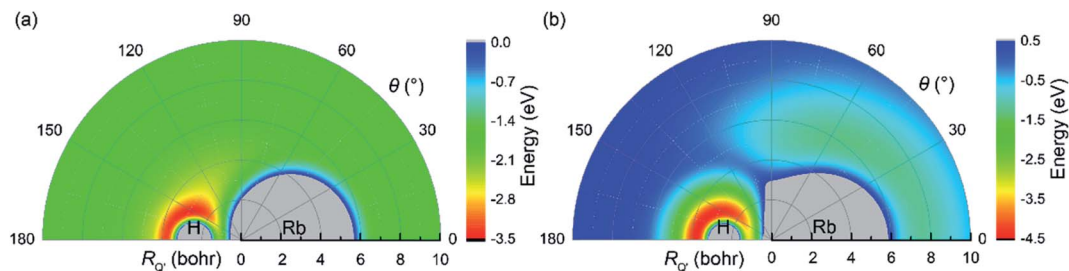 (a)
90
120
60
θ (°)
150
30
180
H
Rb
0
R_Q' (bohr)
0 2 4 6 8 10
0.0
-0.7
-1.4
-2.1
-2.8
-3.5
Energy (eV)
(b)
90
120
60
θ (°)
150
30
180
H
Rb
0
R_Q' (bohr)
0 2 4 6 8 10
0.5
-0.5
-1.5
-2.5
-3.5
-4.5
Energy (eV)